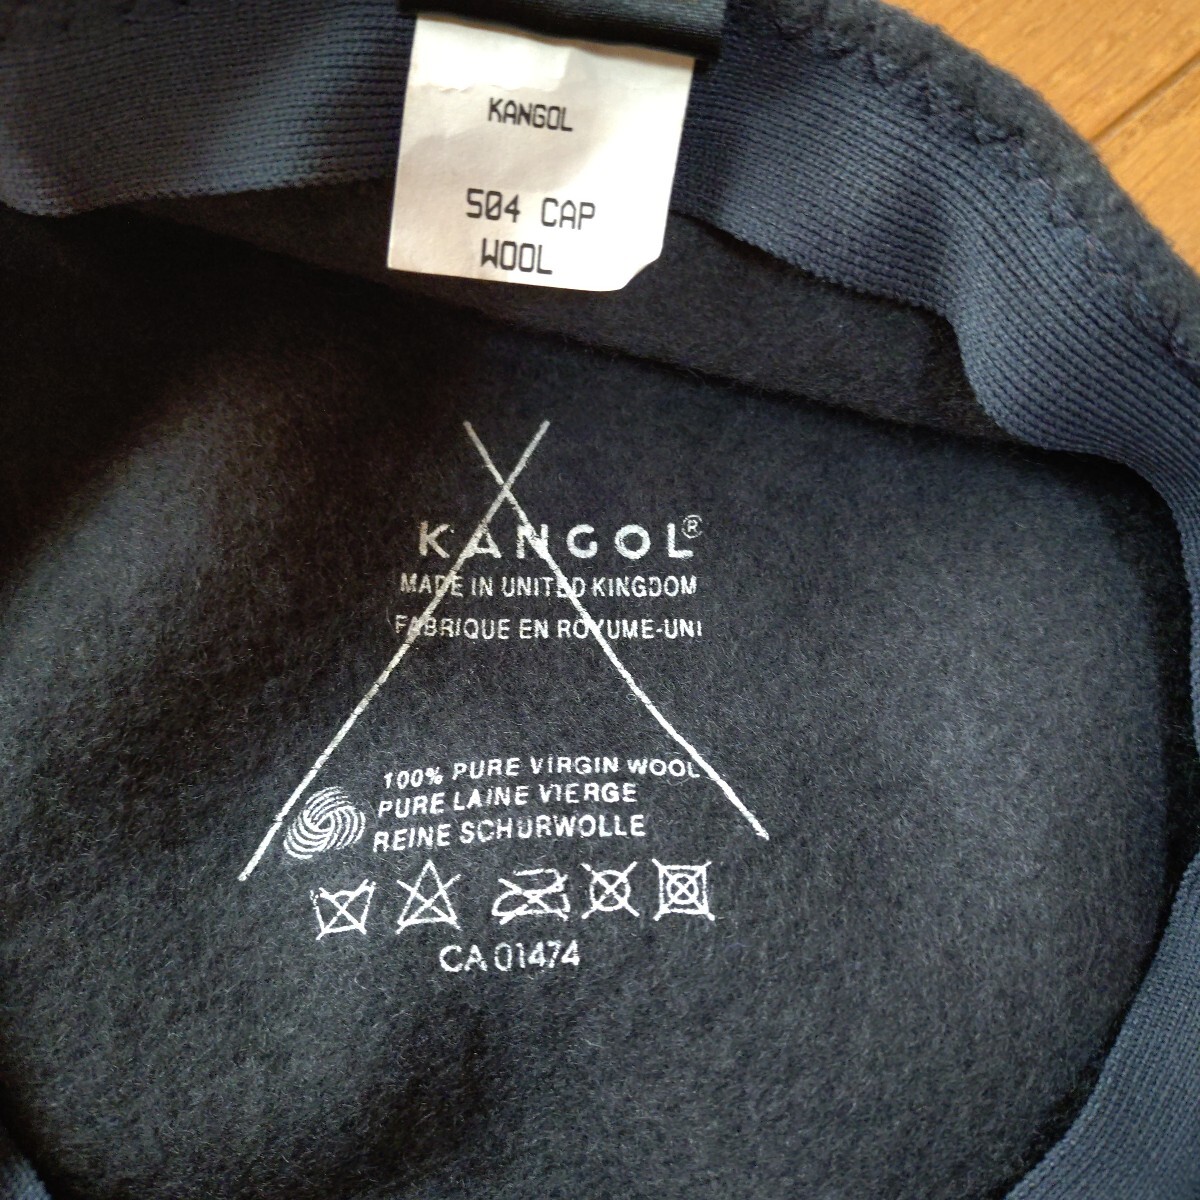 KANGOL
504 CAP
WOOL
KANGOL®
MADE IN UNITED KINGDOM
FABRIQUE EN ROYUME-UNI
100% PURE VIRGIN WOOL
PURE LAINE VIERGE
REINE SCHURWOLLE
CA 01474